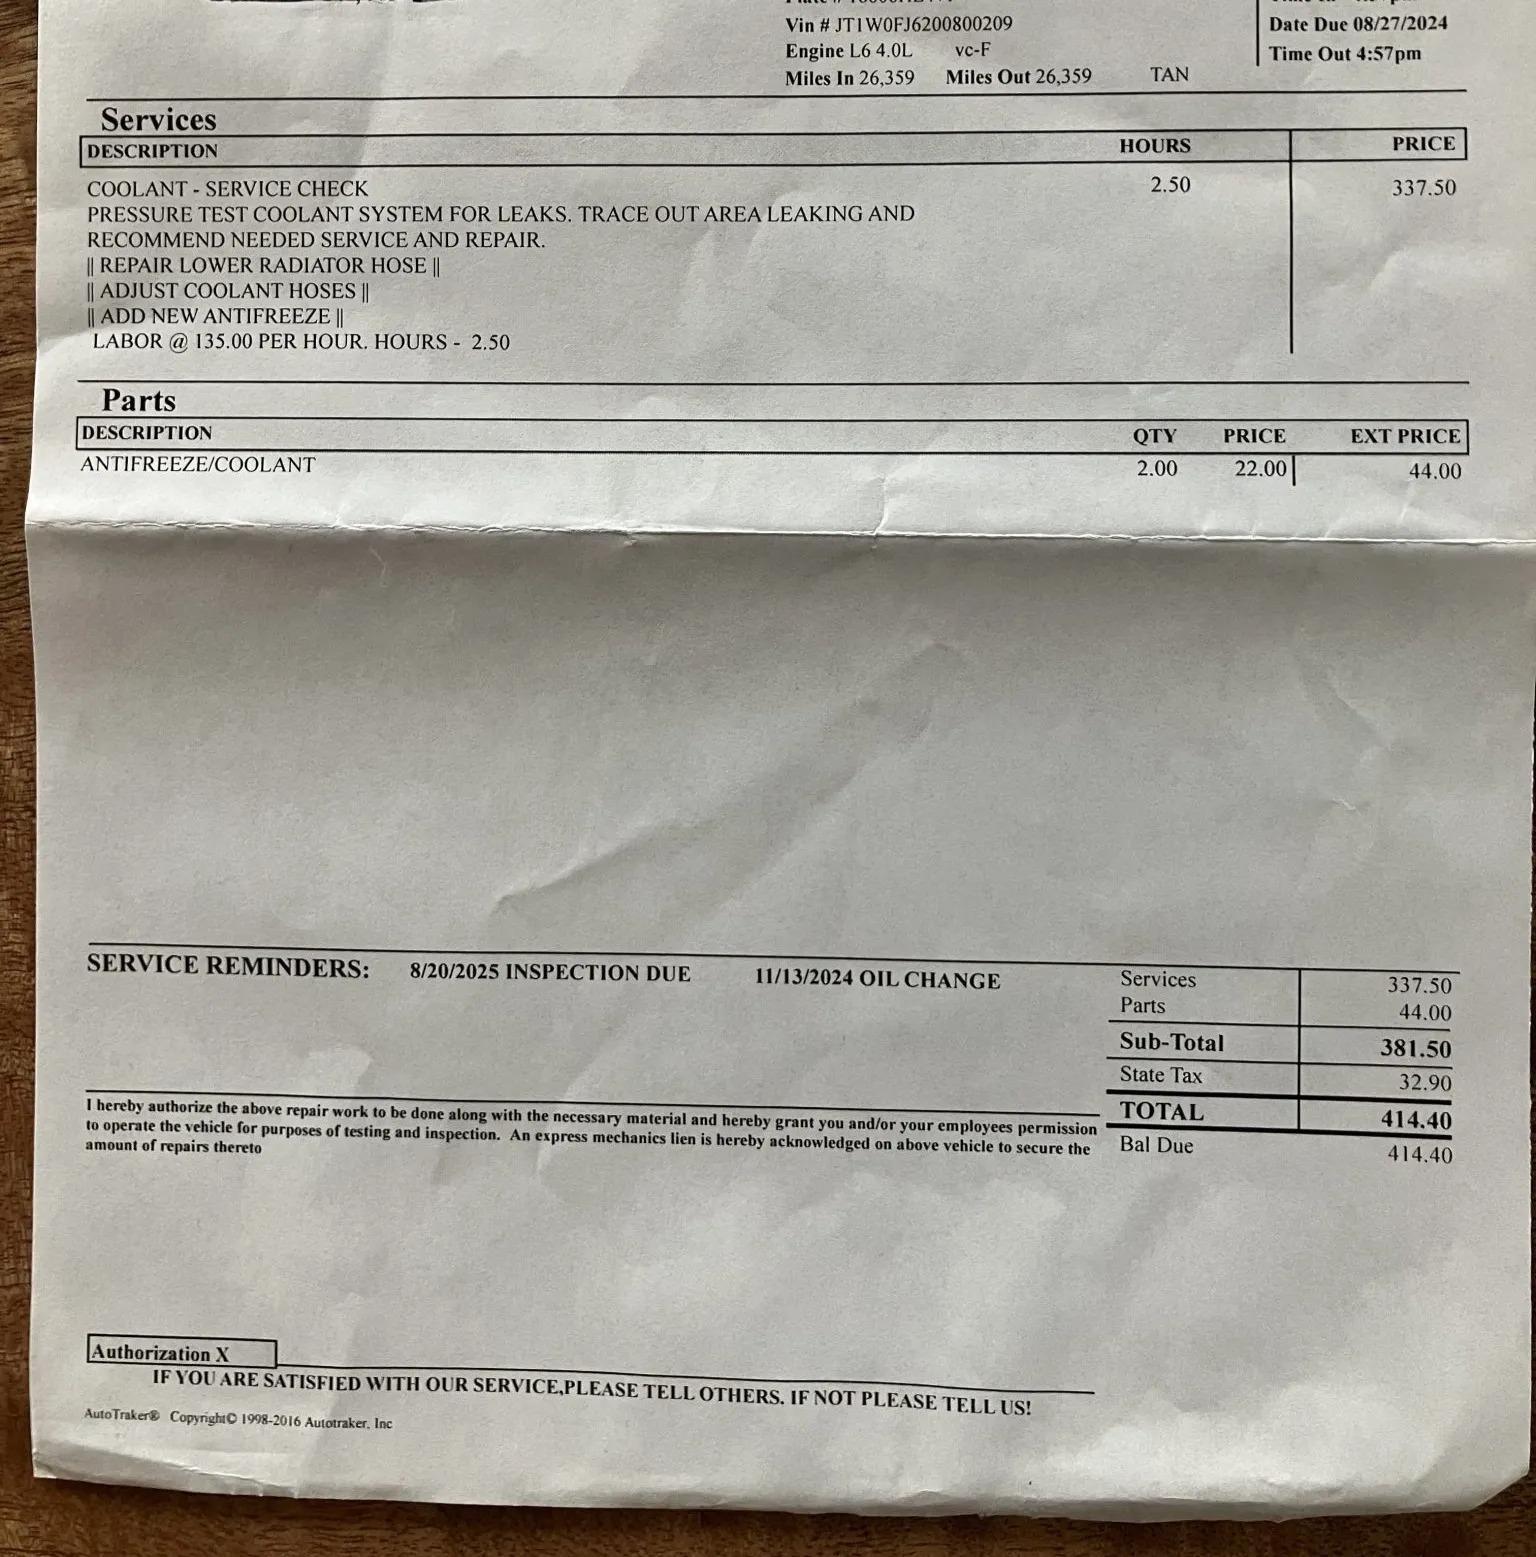 Vin # JT1W0FJ6200800209
Date Due 08/27/2024
Engine L6 4.0L vc-F
Time Out 4:57pm
Miles In 26,359 Miles Out 26,359 TAN
Services
DESCRIPTION HOURS PRICE
COOLANT - SERVICE CHECK 2.50 337.50
PRESSURE TEST COOLANT SYSTEM FOR LEAKS. TRACE OUT AREA LEAKING AND
RECOMMEND NEEDED SERVICE AND REPAIR.
|| REPAIR LOWER RADIATOR HOSE ||
|| ADJUST COOLANT HOSES ||
|| ADD NEW ANTIFREEZE ||
LABOR @ 135.00 PER HOUR. HOURS - 2.50
Parts
DESCRIPTION QTY PRICE EXT PRICE
ANTIFREEZE/COOLANT 2.00 22.00 44.00
SERVICE REMINDERS: 8/20/2025 INSPECTION DUE 11/13/2024 OIL CHANGE
Services 337.50
Parts 44.00
Sub-Total 381.50
State Tax 32.90
TOTAL 414.40
Bal Due 414.40
I hereby authorize the above repair work to be done along with the necessary material and hereby grant you and/or your employees permission
to operate the vehicle for purposes of testing and inspection. An express mechanics lien is hereby acknowledged on above vehicle to secure the
amount of repairs thereto
Authorization X
IF YOU ARE SATISFIED WITH OUR SERVICE,PLEASE TELL OTHERS. IF NOT PLEASE TELL US!
AutoTraker® Copyright© 1998-2016 Autotraker, Inc